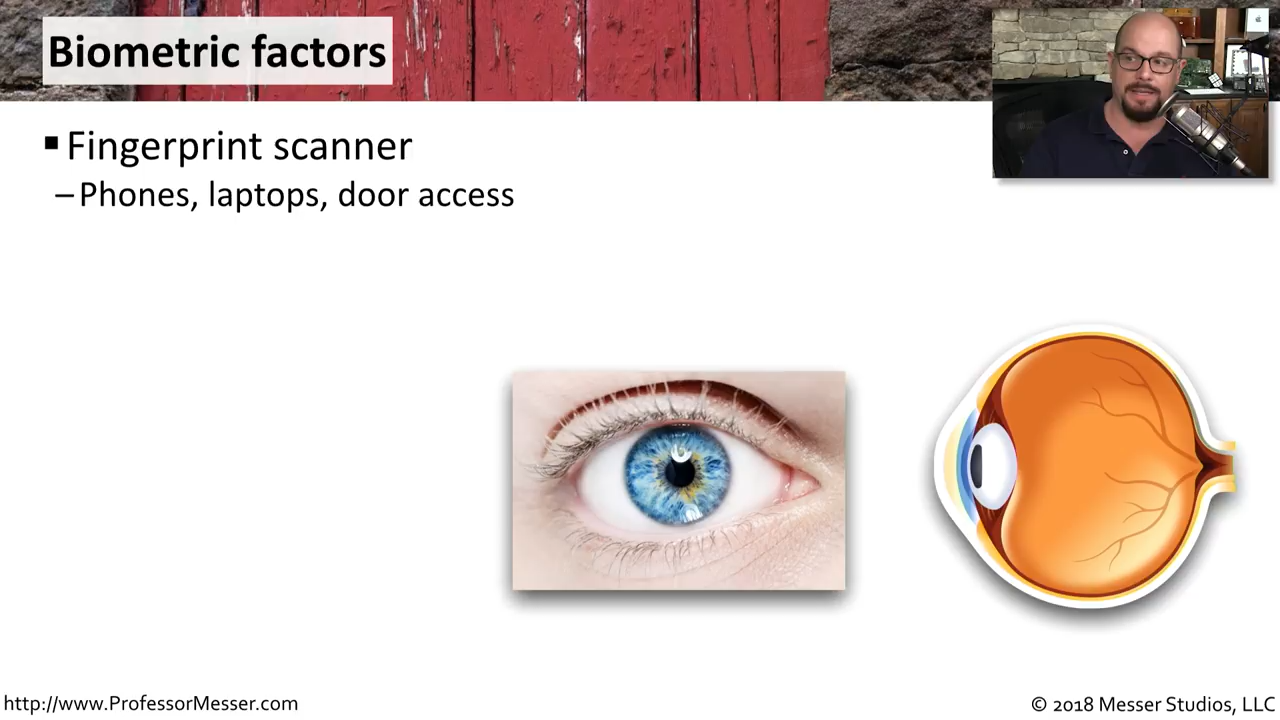 Biometric factors
▪ Fingerprint scanner
– Phones, laptops, door access
http://www.ProfessorMesser.com
© 2018 Messer Studios, LLC